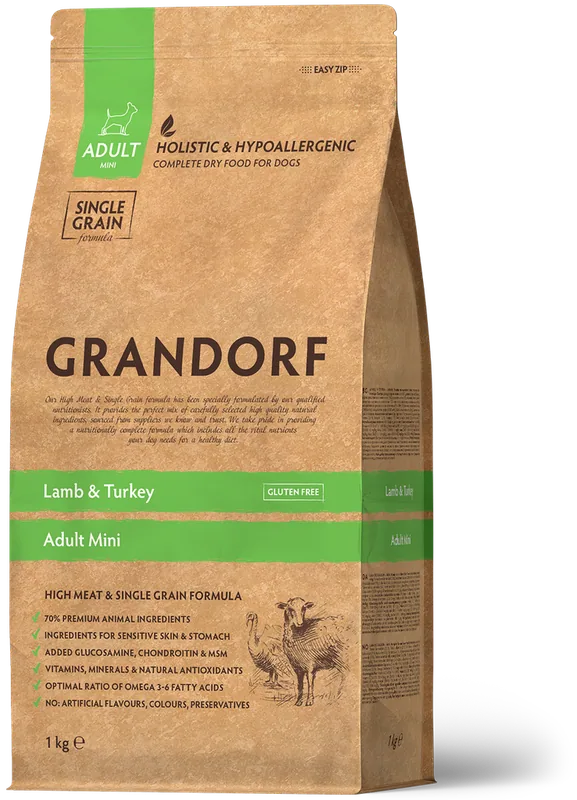 EASY ZIP
ADULT
MINI
HOLISTIC & HYPOALLERGENIC
COMPLETE DRY FOOD FOR DOGS
SINGLE
GRAIN
formula
GRANDORF
Our High Meat & Single Grain formula has been specially formulated by our qualified
nutritionists. It provides the perfect mix of carefully selected high quality natural
ingredients, sourced from suppliers we know and trust. We take pride in providing
a nutritionally complete formula which includes all the vital nutrients
your dog needs for a healthy diet.
Lamb & Turkey
GLUTEN FREE
Lamb & Turkey
Adult Mini
Adult Mini
HIGH MEAT & SINGLE GRAIN FORMULA
70% PREMIUM ANIMAL INGREDIENTS
INGREDIENTS FOR SENSITIVE SKIN & STOMACH
ADDED GLUCOSAMINE, CHONDROITIN & MSM
VITAMINS, MINERALS & NATURAL ANTIOXIDANTS
OPTIMAL RATIO OF OMEGA 3-6 FATTY ACIDS
NO: ARTIFICIAL FLAVOURS, COLOURS, PRESERVATIVES
1 kg ℮
1 kg ℮